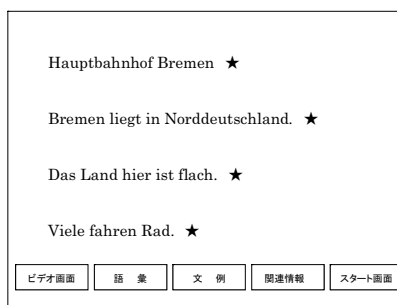 Hauptbahnhof Bremen ★
Bremen liegt in Norddeutschland. ★
Das Land hier ist flach. ★
Viele fahren Rad. ★
ビデオ画面 語 彙 文 例 関連情報 スタート画面